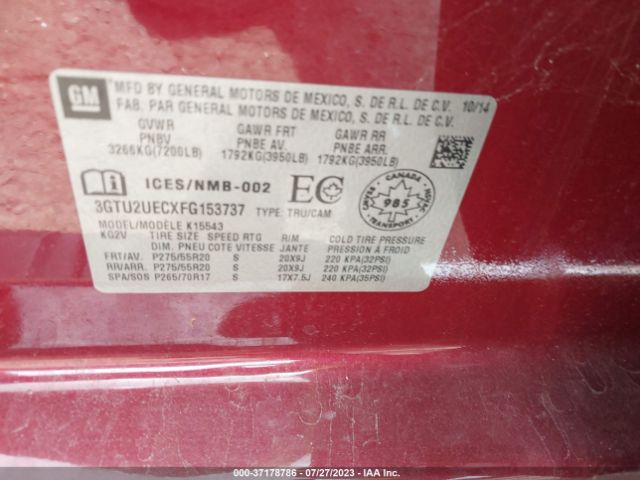 GM
MFD BY GENERAL MOTORS DE MEXICO, S. DE R.L. DE C.V. 10/14
FAB. PAR GENERAL MOTORS DE MEXICO, S. DE R.L. DE C.V.
GVWR GAWR FRT GAWR RR
PNBV PNBE AV. PNBE ARR.
3266KG(7200LB) 1792KG(3950LB) 1792KG(3950LB)
ICES/NMB-002 EC
CANADA
985
TRANSPORT
3GTU2UECXFG153737 TYPE: TRU/CAM
MODEL/MODÈLE K15543
KG2V TIRE SIZE SPEED RTG RIM COLD TIRE PRESSURE
DIM. PNEU COTE VITESSE JANTE PRESSION À FROID
FRT/AV. P275/55R20 S 20X9J 220 KPA(32PSI)
RR/ARR. P275/55R20 S 20X9J 220 KPA(32PSI)
SPA/SOS P265/70R17 S 17X7.5J 240 KPA(35PSI)
000-37178786 - 07/27/2023 - IAA Inc.